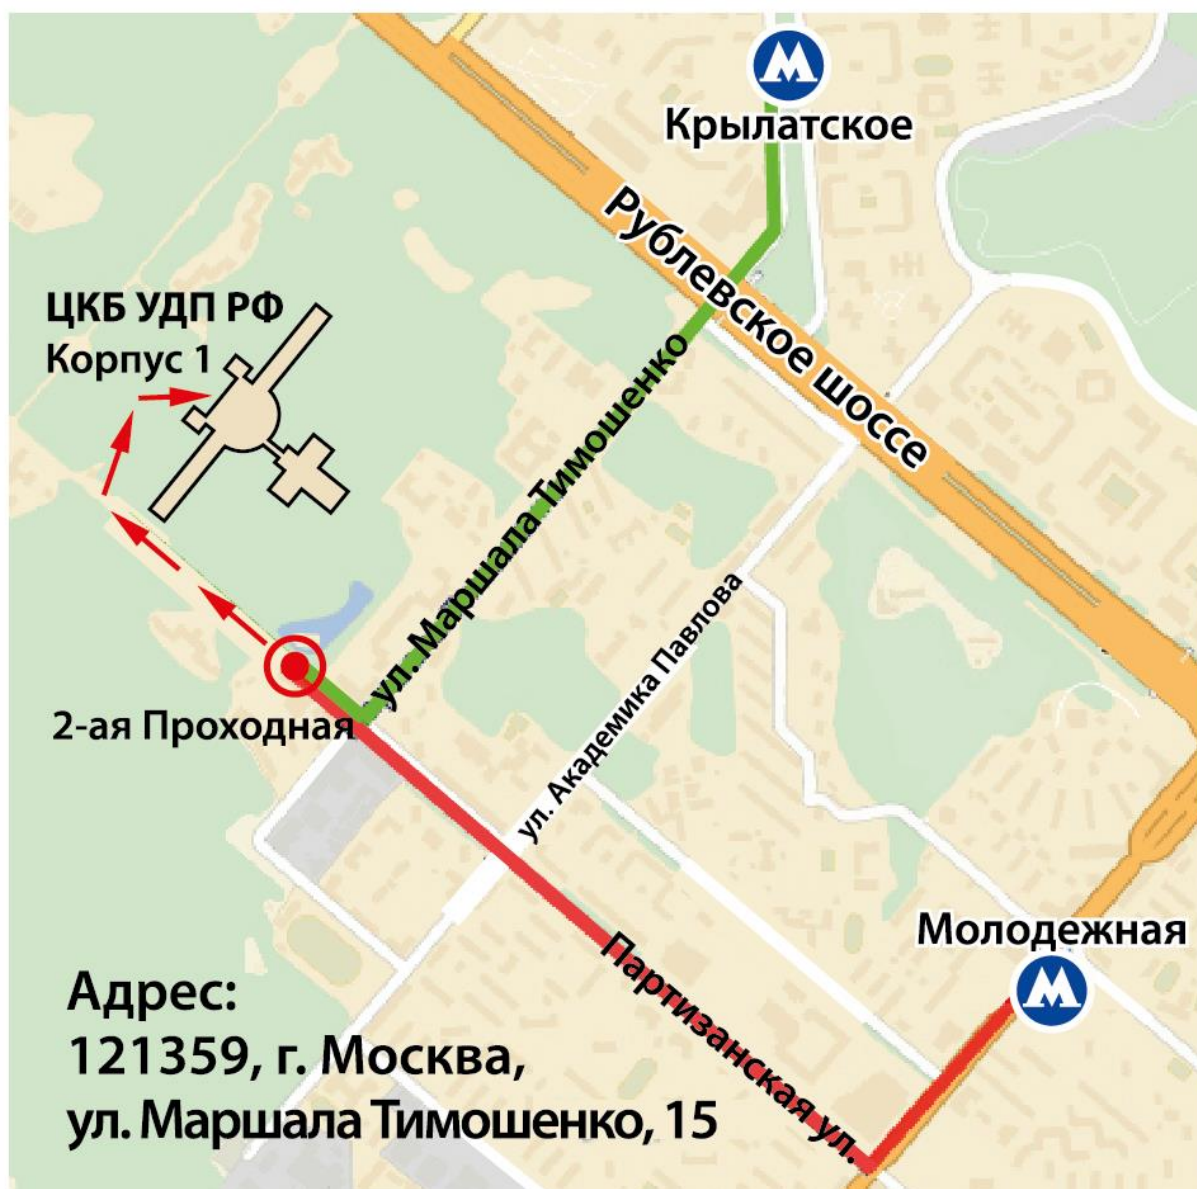 М
Крылатское
Рублевское шоссе
ЦКБ УДП РФ
Корпус 1
ул. Маршала Тимошенко
ул. Академика Павлова
2-ая Проходная
Молодежная
М
Партизанская ул.
Адрес:
121359, г. Москва,
ул. Маршала Тимошенко, 15